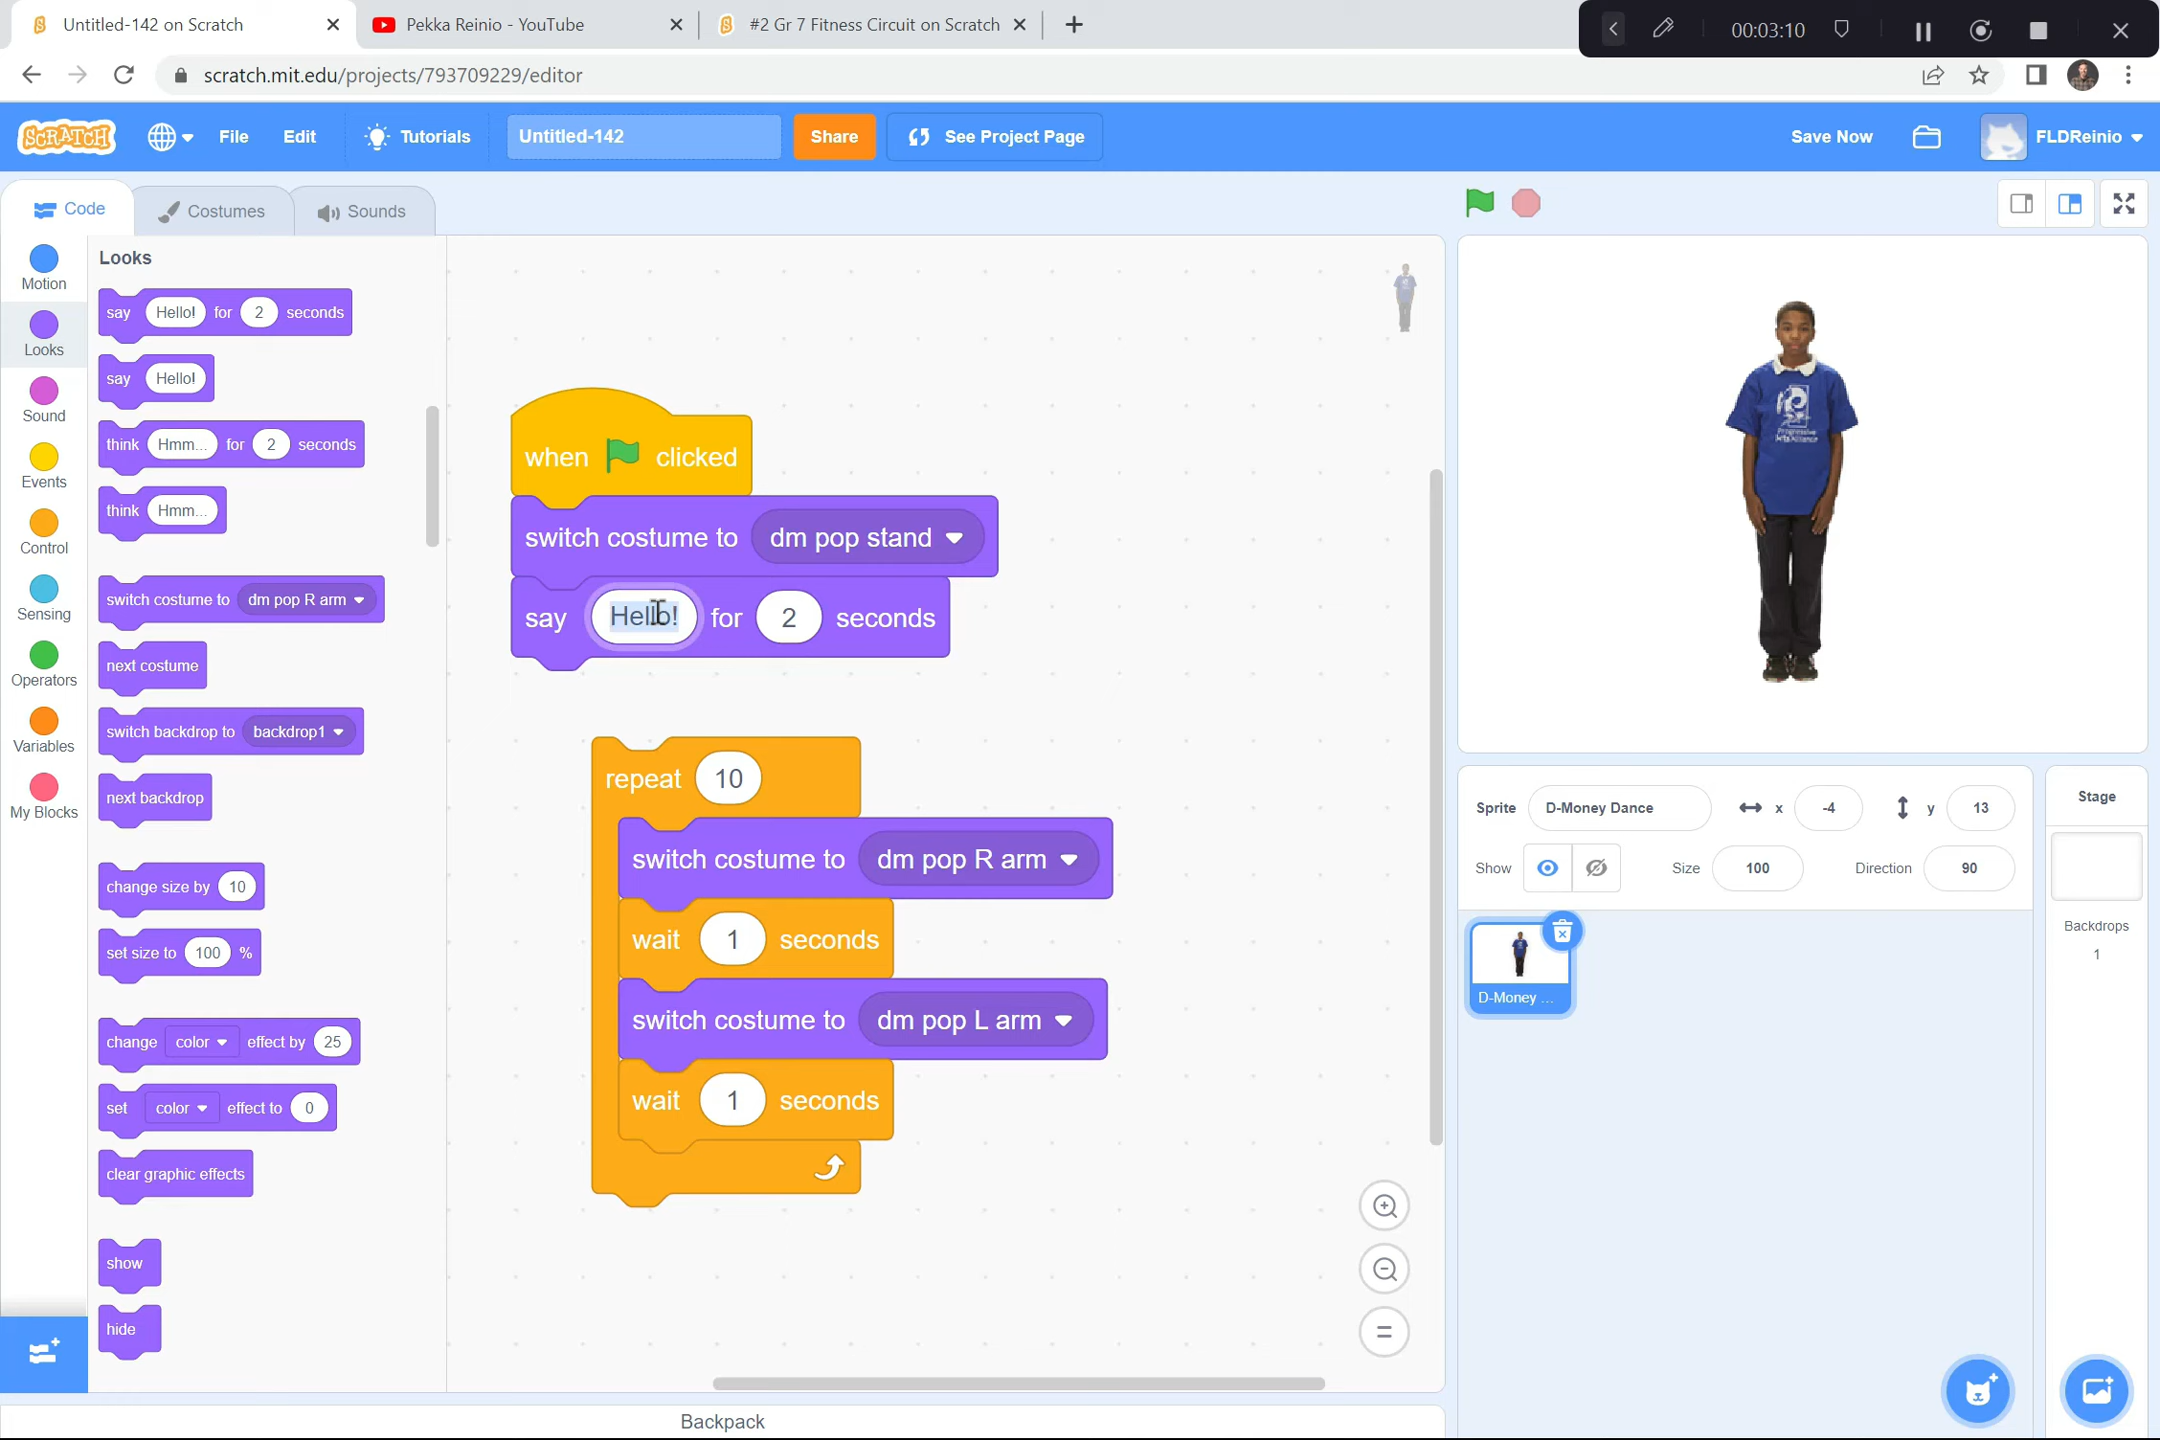 Untitled-142 on Scratch
Pekka Reinio - YouTube
#2 Gr 7 Fitness Circuit on Scratch
00:03:10
scratch.mit.edu/projects/793709229/editor
SCRATCH
File
Edit
Tutorials
Untitled-142
Share
See Project Page
Save Now
FLDReinio
Code
Costumes
Sounds
Motion
Looks
Sound
Events
Control
Sensing
Operators
Variables
My Blocks
Looks
say Hello! for 2 seconds
say Hello!
think Hmm... for 2 seconds
think Hmm...
switch costume to dm pop R arm
next costume
switch backdrop to backdrop1
next backdrop
change size by 10
set size to 100 %
change color effect by 25
set color effect to 0
clear graphic effects
show
hide
when clicked
switch costume to dm pop stand
say Hello! for 2 seconds
repeat 10
switch costume to dm pop R arm
wait 1 seconds
switch costume to dm pop L arm
wait 1 seconds
Backpack
Progressive
Arts Alliance
Sprite D-Money Dance x -4 y 13
Show Size 100 Direction 90
D-Money ...
Stage
Backdrops
1